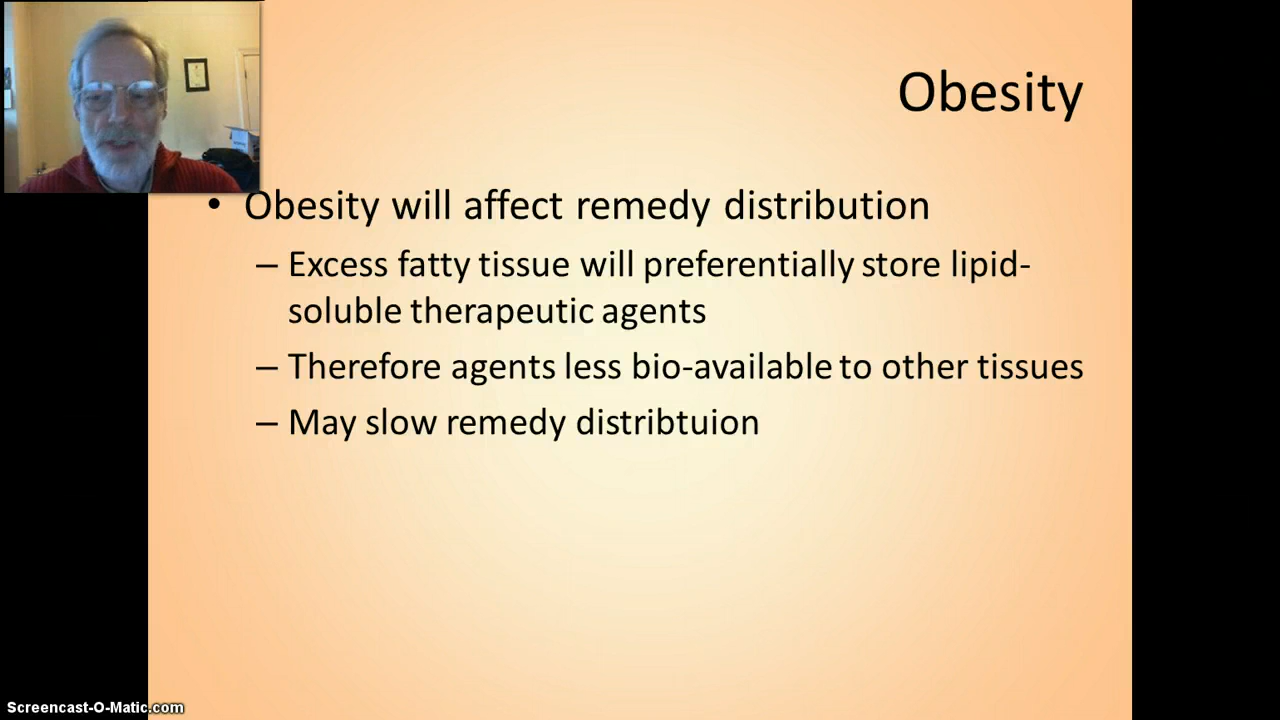 Obesity
• Obesity will affect remedy distribution
– Excess fatty tissue will preferentially store lipid-
soluble therapeutic agents
– Therefore agents less bio-available to other tissues
– May slow remedy distribtuion
Screencast-O-Matic.com